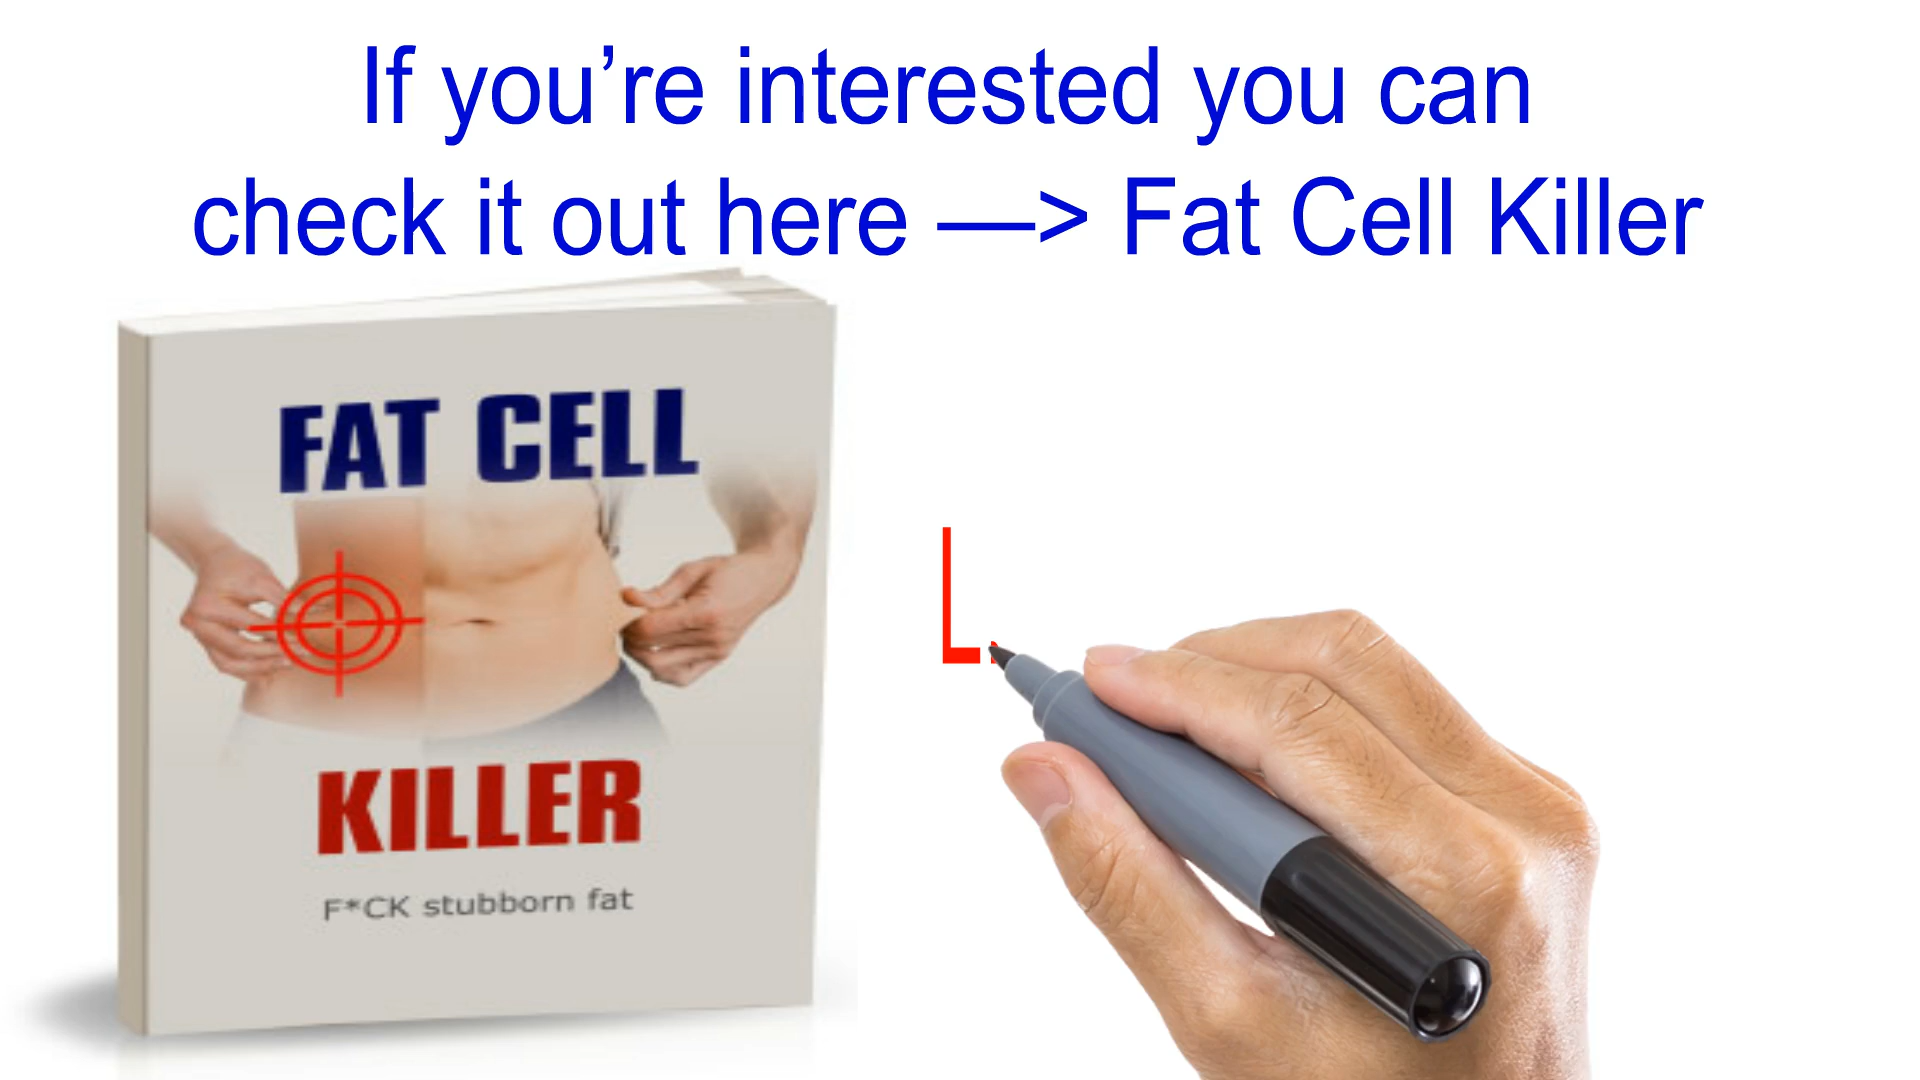 If you’re interested you can
check it out here —> Fat Cell Killer
FAT CELL
KILLER
F*CK stubborn fat
L